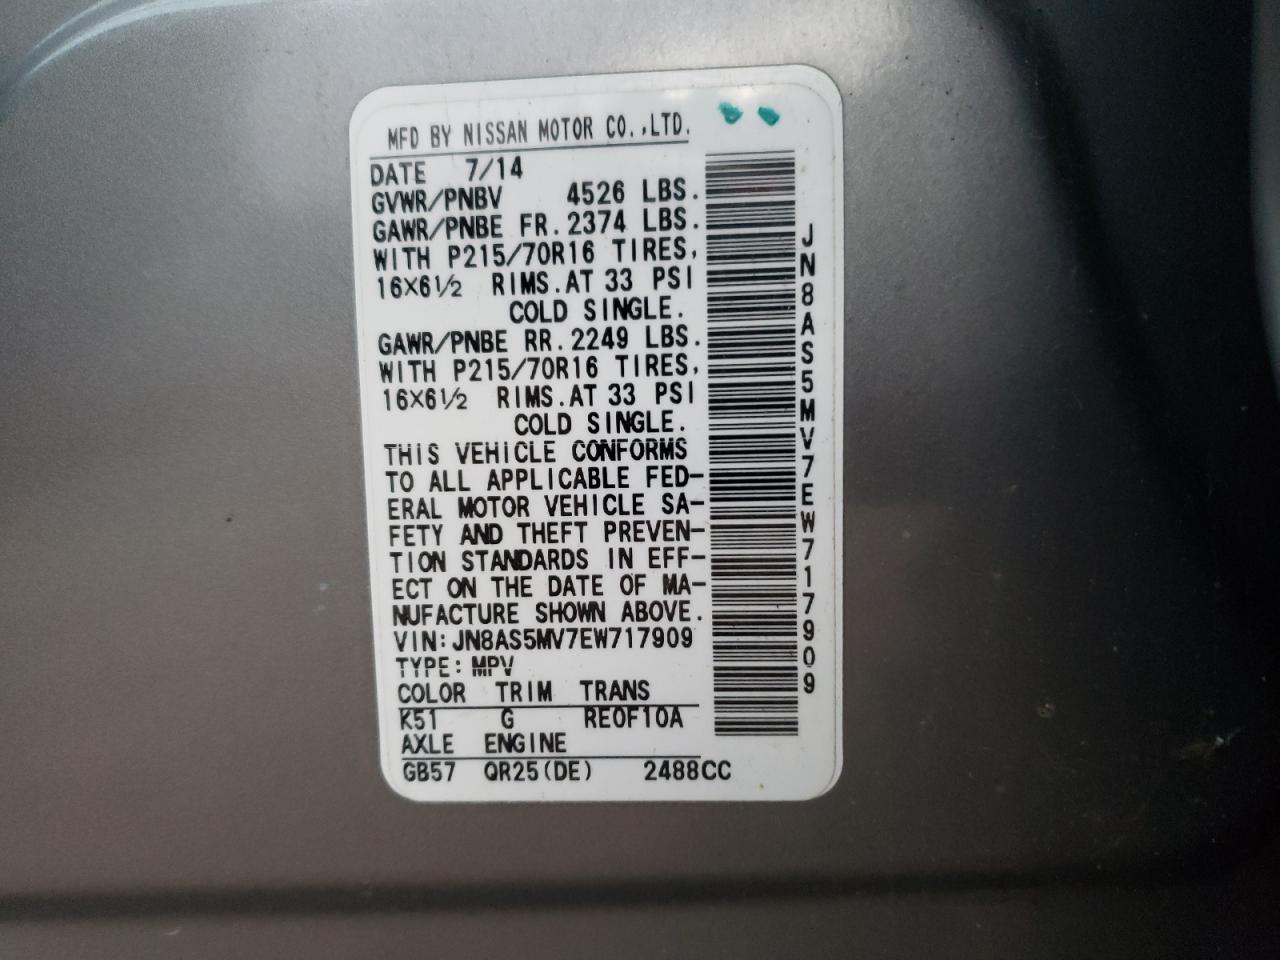 MFD BY NISSAN MOTOR CO.,LTD.
DATE 7/14
GVWR/PNBV 4526 LBS.
GAWR/PNBE FR. 2374 LBS.
WITH P215/70R16 TIRES,
16×6½ RIMS. AT 33 PSI
COLD SINGLE.
GAWR/PNBE RR. 2249 LBS.
WITH P215/70R16 TIRES,
16×6½ RIMS. AT 33 PSI
COLD SINGLE.
THIS VEHICLE CONFORMS
TO ALL APPLICABLE FED-
ERAL MOTOR VEHICLE SA-
FETY AND THEFT PREVEN-
TION STANDARDS IN EFF-
ECT ON THE DATE OF MA-
NUFACTURE SHOWN ABOVE.
VIN: JN8AS5MV7EW717909
TYPE: MPV
COLOR TRIM TRANS
K51 G RE0F10A
AXLE ENGINE
GB57 QR25(DE) 2488CC
JN8AS5MV7EW717909